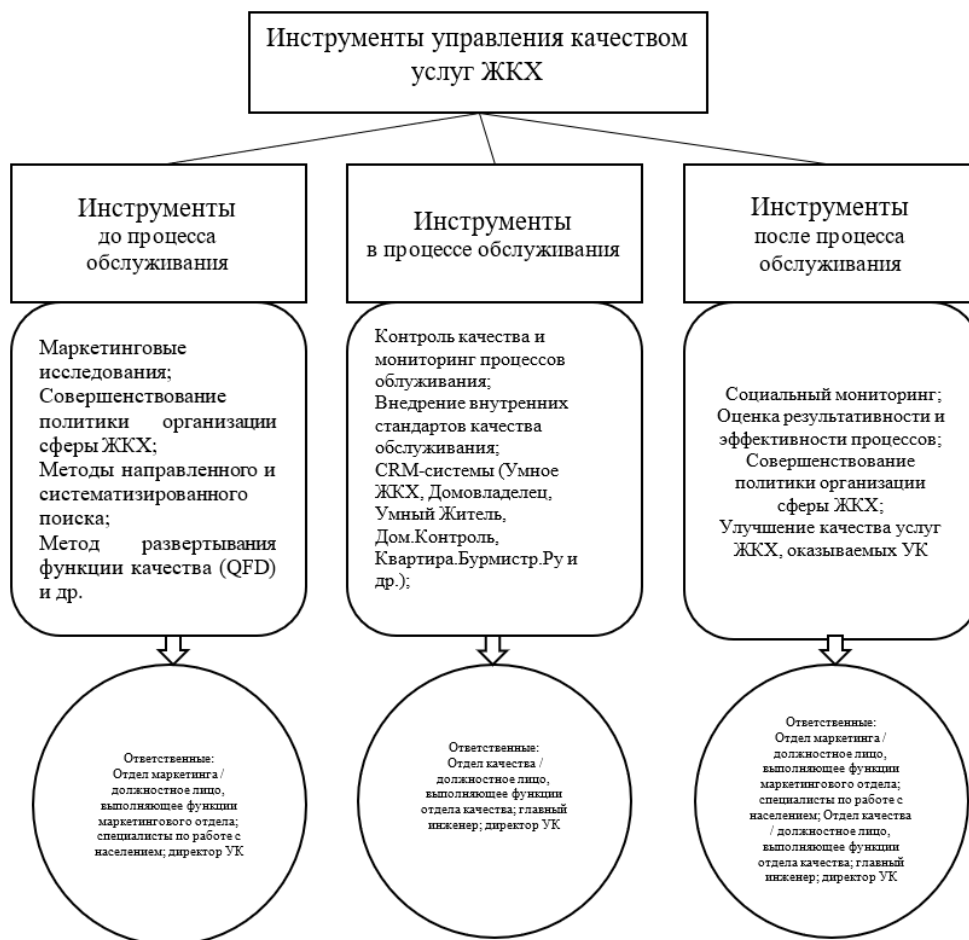 Инструменты управления качеством
услуг ЖКХ
Инструменты
до процесса
обслуживания
Инструменты
в процессе обслуживания
Инструменты
после процесса
обслуживания
Маркетинговые
исследования;
Совершенствование
политики организации
сферы ЖКХ;
Методы направленного и
систематизированного
поиска;
Метод развертывания
функции качества (QFD)
и др.
Контроль качества и
мониторинг процессов
облуживания;
Внедрение внутренних
стандартов качества
обслуживания;
CRM-системы (Умное
ЖКХ, Домовладелец,
Умный Житель,
Дом.Контроль,
Квартира.Бурмистр.Ру и
др.);
Социальный мониторинг;
Оценка результативности и
эффективности процессов;
Совершенствование
политики организации
сферы ЖКХ;
Улучшение качества услуг
ЖКХ, оказываемых УК
Ответственные:
Отдел маркетинга /
должностное лицо,
выполняющее функции
маркетингового отдела;
специалисты по работе с
населением; директор УК
Ответственные:
Отдел качества /
должностное лицо,
выполняющее функции
отдела качества; главный
инженер; директор УК
Ответственные:
Отдел маркетинга /
должностное лицо,
выполняющее функции
маркетингового отдела;
специалисты по работе с
населением; Отдел качества
/ должностное лицо,
выполняющее функции
отдела качества; главный
инженер; директор УК